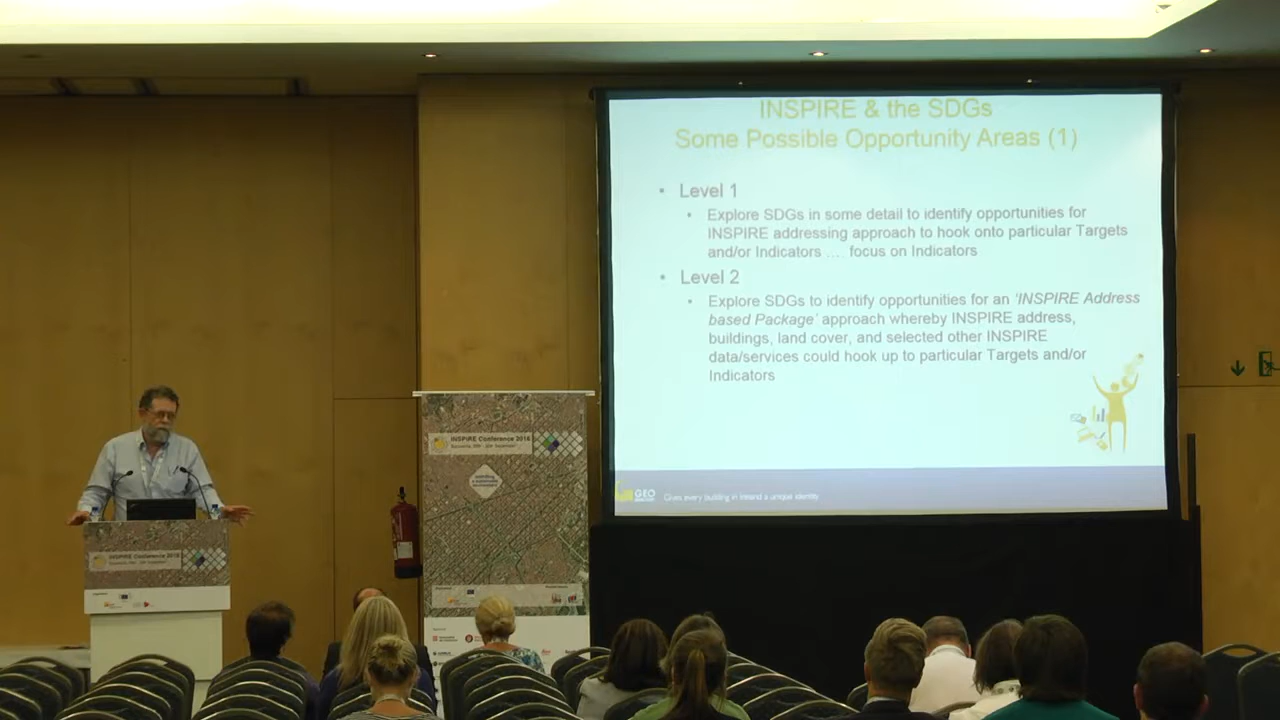 INSPIRE & the SDGs
Some Possible Opportunity Areas (1)
• Level 1
• Explore SDGs in some detail to identify opportunities for
INSPIRE addressing approach to hook onto particular Targets
and/or Indicators … focus on Indicators
• Level 2
• Explore SDGs to identify opportunities for an 'INSPIRE Address
based Package' approach whereby INSPIRE address,
buildings, land cover, and selected other INSPIRE
data/services could hook up to particular Targets and/or
Indicators
GEO
Gives every building in Ireland a unique identity
INSPIRE Conference 2016
INSPIRE Conference 2016